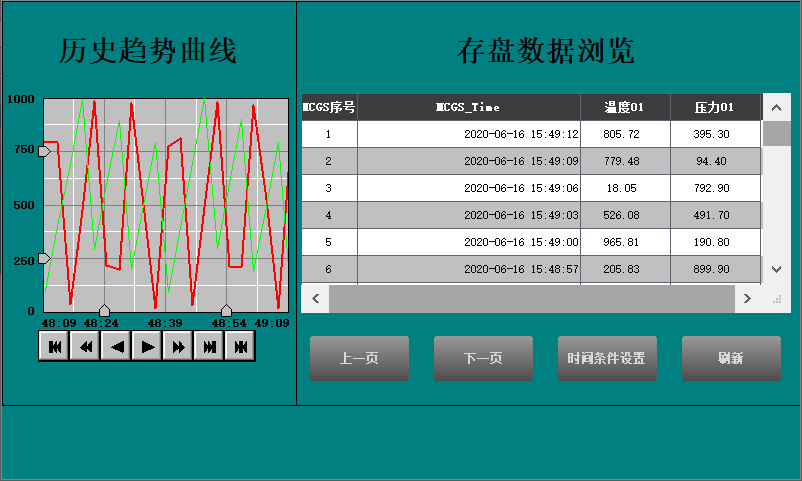 历史趋势曲线
1000
750
500
250
0
48:09 48:24 48:39 48:54 49:09
存盘数据浏览
MCGS序号 MCGS_Time 温度01 压力01
1 2020-06-16 15:49:12 805.72 395.30
2 2020-06-16 15:49:09 779.48 94.40
3 2020-06-16 15:49:06 18.05 792.90
4 2020-06-16 15:49:03 526.08 491.70
5 2020-06-16 15:49:00 965.81 190.80
6 2020-06-16 15:48:57 205.83 899.90
上一页 下一页 时间条件设置 刷新